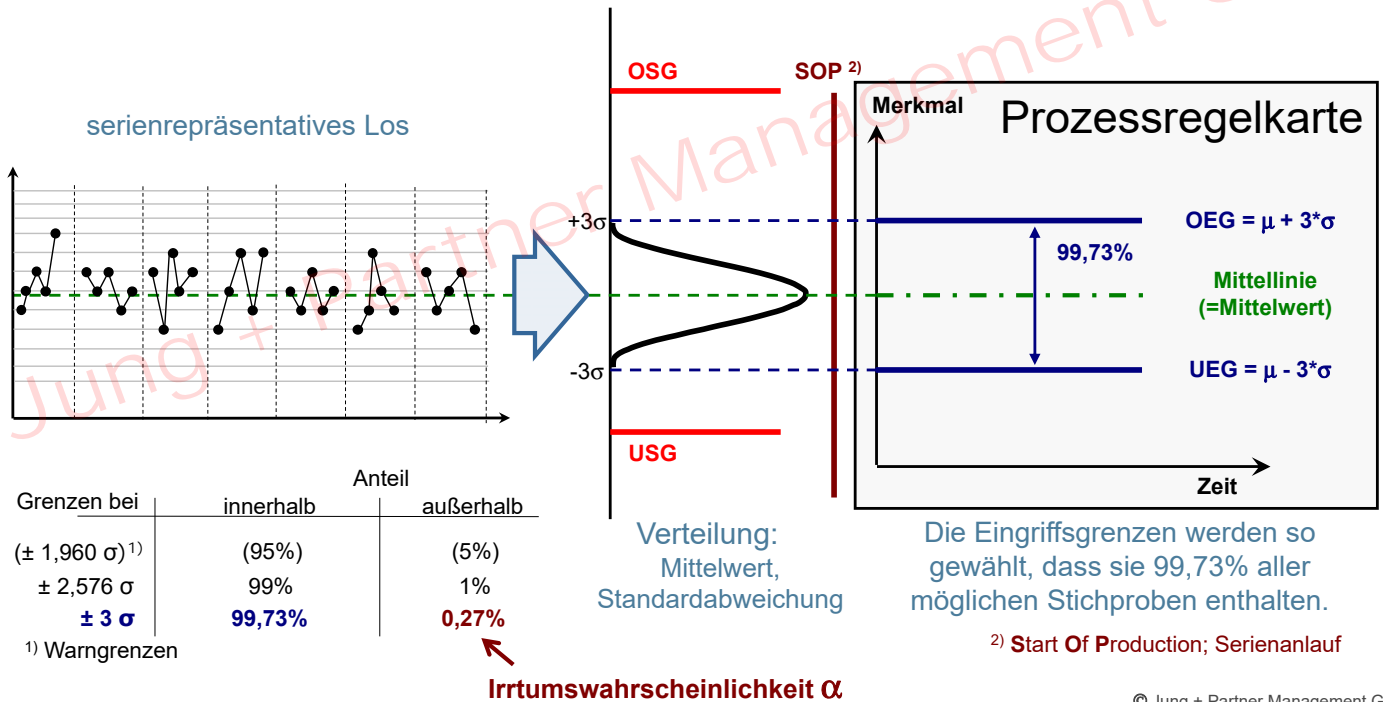 serienrepräsentatives Los
OSG
SOP 2)
Merkmal
Prozessregelkarte
+3σ
OEG = μ + 3*σ
99,73%
Mittellinie
(=Mittelwert)
-3σ
UEG = μ - 3*σ
USG
Zeit
Anteil
Grenzen bei innerhalb außerhalb
(± 1,960 σ) 1) (95%) (5%)
± 2,576 σ 99% 1%
± 3 σ 99,73% 0,27%
1) Warngrenzen
Irrtumswahrscheinlichkeit α
Verteilung:
Mittelwert,
Standardabweichung
Die Eingriffsgrenzen werden so
gewählt, dass sie 99,73% aller
möglichen Stichproben enthalten.
2) Start Of Production; Serienanlauf
© Jung + Partner Management G
Jung + Partner Management